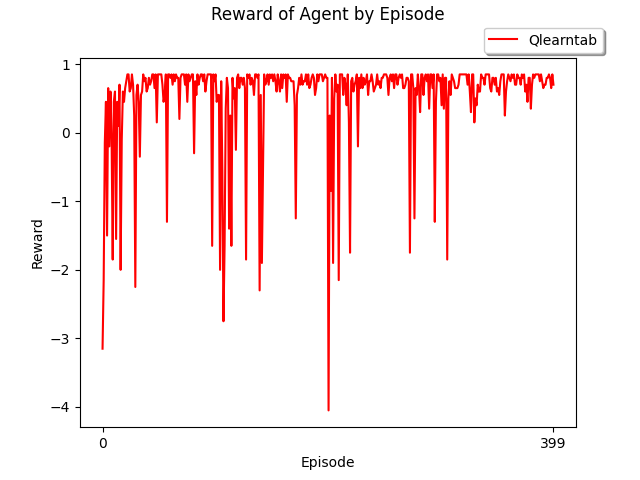 Reward of Agent by Episode
Qlearntab
1
0
−1
−2
−3
−4
Reward
0
399
Episode